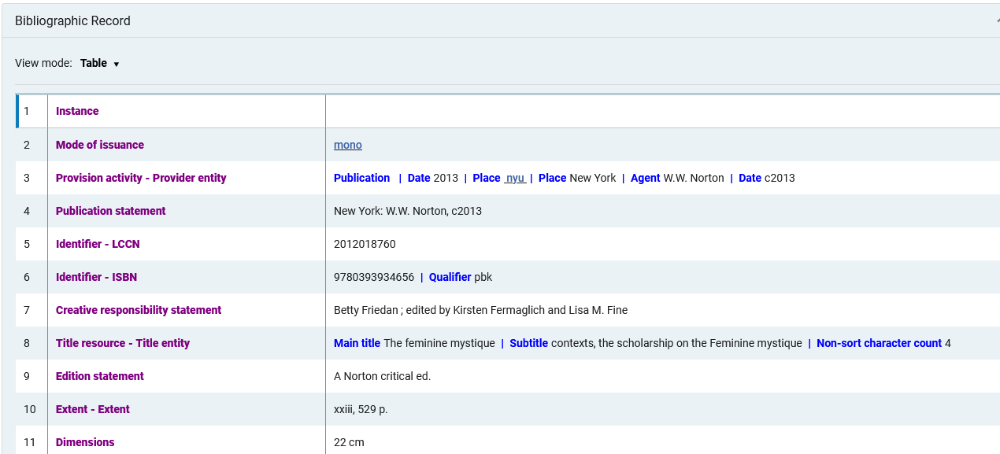 Bibliographic Record
View mode: Table ▾
1 Instance
2 Mode of issuance mono
3 Provision activity - Provider entity Publication | Date 2013 | Place nyu | Place New York | Agent W.W. Norton | Date c2013
4 Publication statement New York: W.W. Norton, c2013
5 Identifier - LCCN 2012018760
6 Identifier - ISBN 9780393934656 | Qualifier pbk
7 Creative responsibility statement Betty Friedan ; edited by Kirsten Fermaglich and Lisa M. Fine
8 Title resource - Title entity Main title The feminine mystique | Subtitle contexts, the scholarship on the Feminine mystique | Non-sort character count 4
9 Edition statement A Norton critical ed.
10 Extent - Extent xxiii, 529 p.
11 Dimensions 22 cm